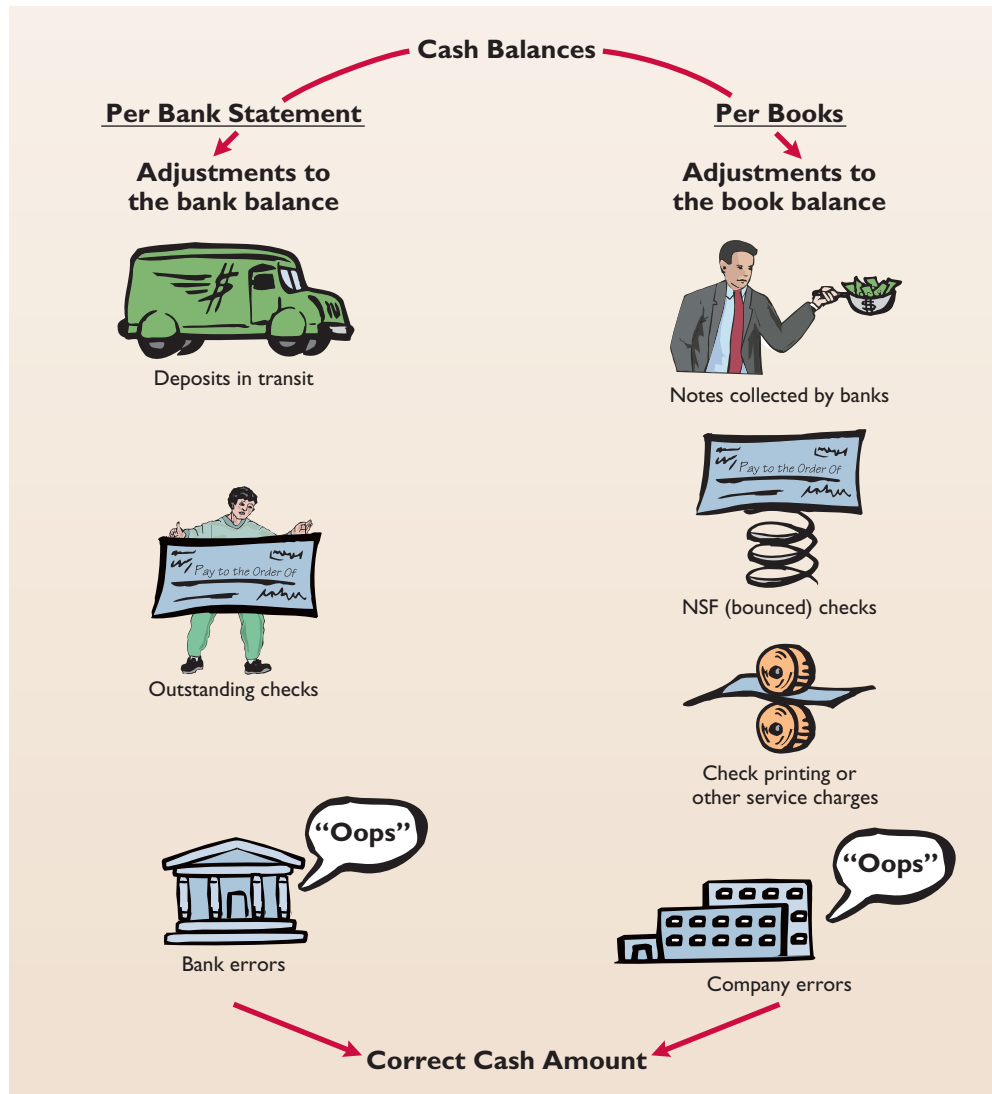 Cash Balances
Per Bank Statement
Adjustments to
the bank balance
$
Deposits in transit
Pay to the Order Of
Outstanding checks
“Oops”
Bank errors
Per Books
Adjustments to
the book balance
$
Notes collected by banks
Pay to the Order Of
NSF (bounced) checks
Check printing or
other service charges
“Oops”
Company errors
Correct Cash Amount